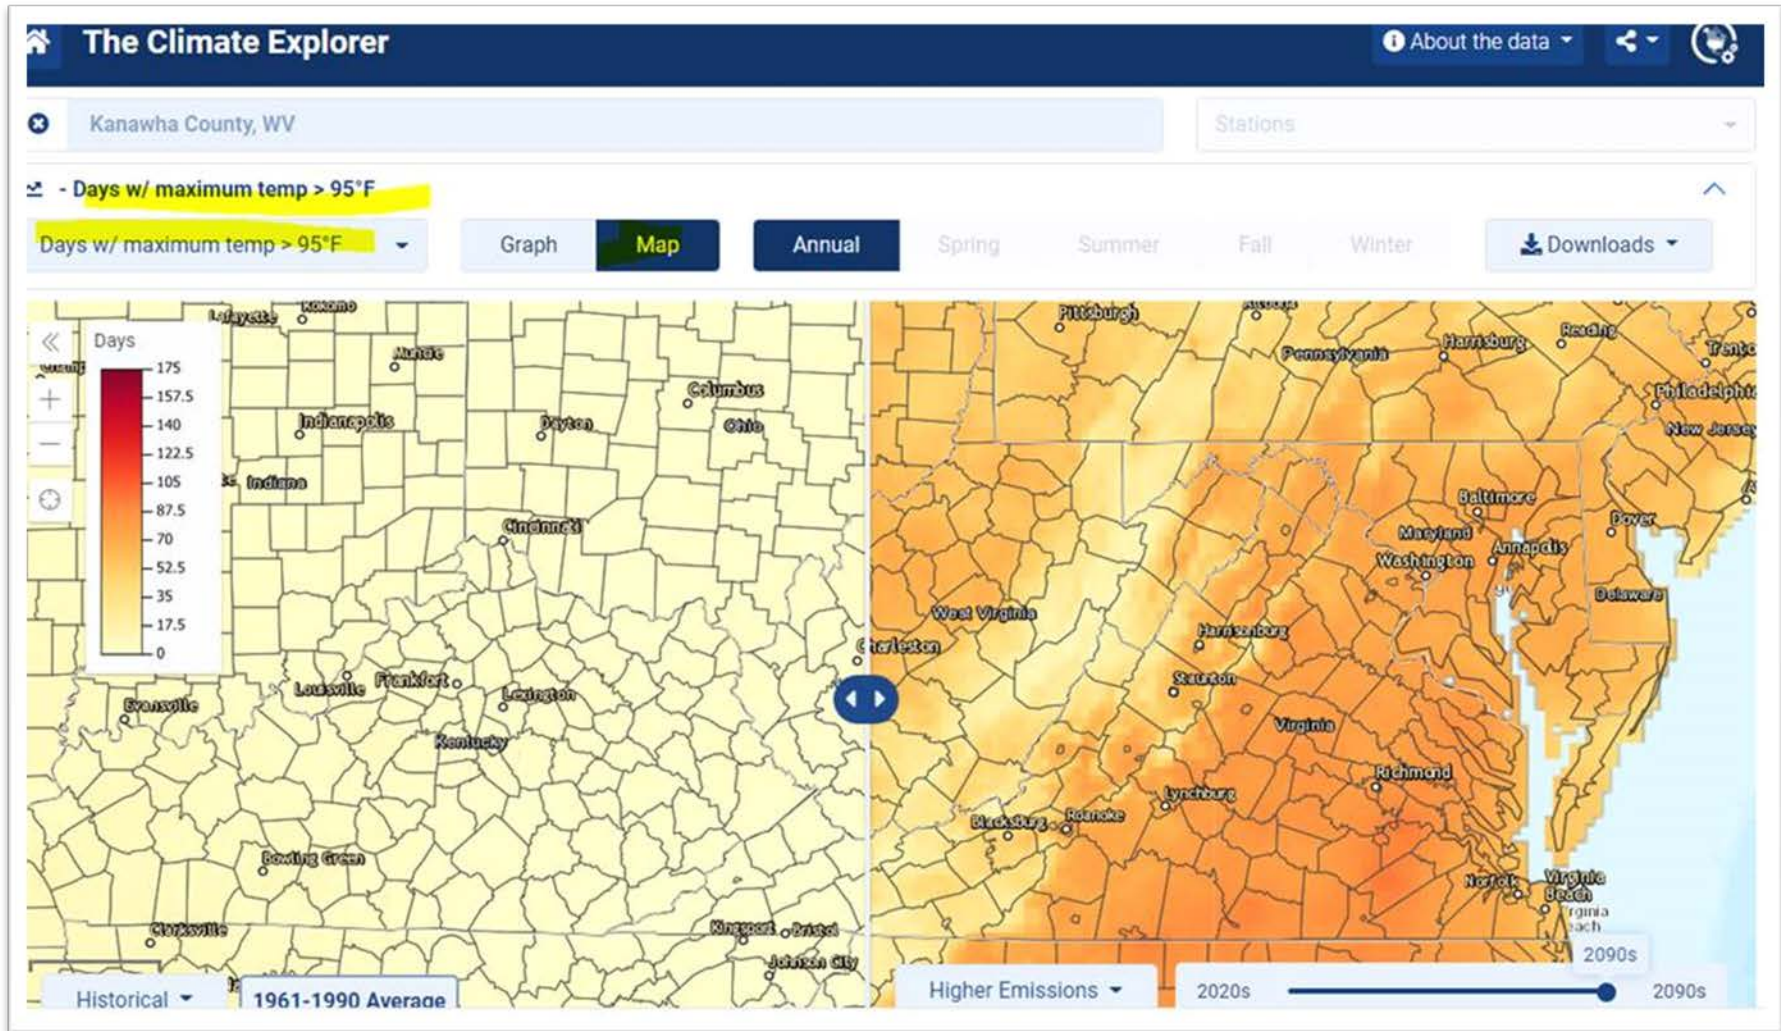 The Climate Explorer
About the data
Kanawha County, WV
Stations
- Days w/ maximum temp > 95°F
Days w/ maximum temp > 95°F
Graph
Map
Annual
Spring
Summer
Fall
Winter
Downloads
Days
175
157.5
140
122.5
105
87.5
70
52.5
35
17.5
0
Lafayette
Kokomo
Muncie
Columbus
Indianapolis
Dayton
Ohio
Indiana
Cincinnati
Louisville
Frankfort
Lexington
Evansville
Kentucky
Bowling Green
Clarksville
Kingsport
Bristol
Johnson City
Charleston
Pittsburgh
Altoona
Pennsylvania
Harrisburg
Reading
Trento
Philadelphia
New Jersey
Baltimore
Maryland
Dover
Washington
Annapolis
Delaware
West Virginia
Harrisonburg
Staunton
Virginia
Richmond
Lynchburg
Blacksburg
Roanoke
Norfolk
Virginia
Beach
rginia
each
2090s
Historical
1961-1990 Average
Higher Emissions
2020s
2090s